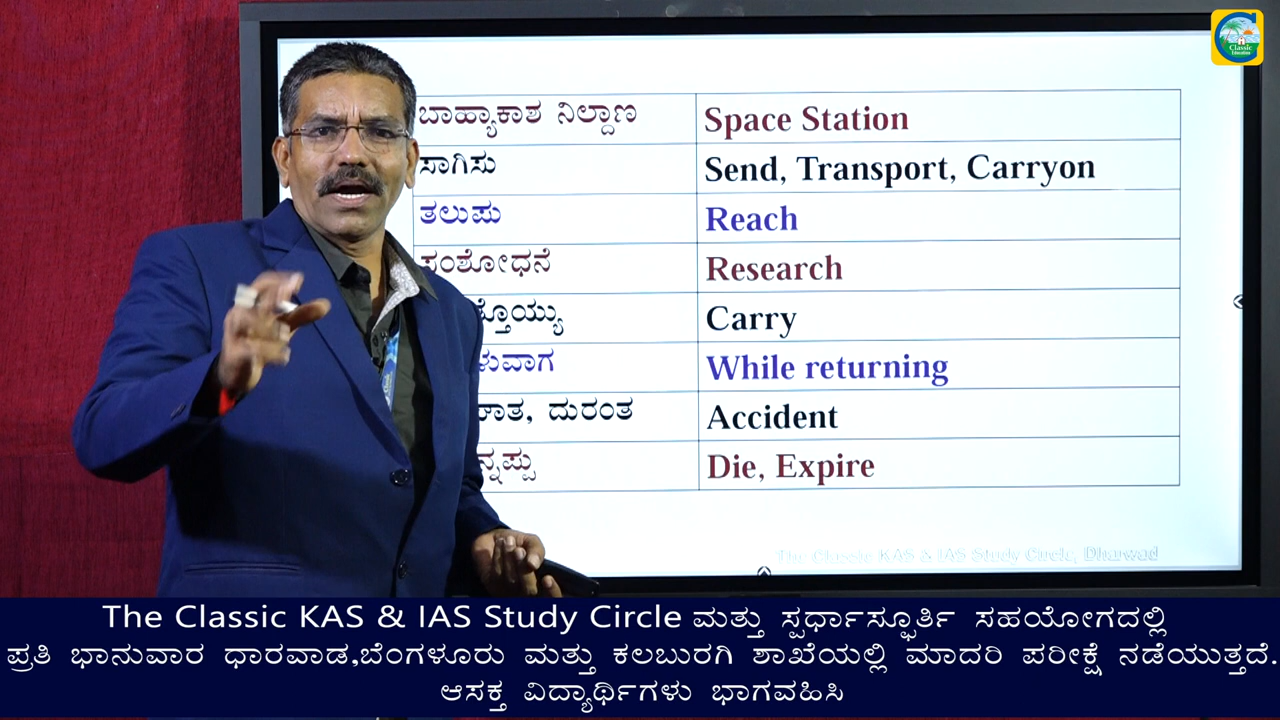 Classic
Education
ಬಾಹ್ಯಾಕಾಶ ನಿಲ್ದಾಣ Space Station
ಸಾಗಿಸು Send, Transport, Carryon
ತಲುಪು Reach
ಸಂಶೋಧನೆ Research
Carry
While returning
ದುರಂತ Accident
Die, Expire
The Classic KAS & IAS Study Circle, Dharwad
The Classic KAS & IAS Study Circle ಮತ್ತು ಸ್ಪರ್ಧಾಸ್ಫೂರ್ತಿ ಸಹಯೋಗದಲ್ಲಿ
ಪ್ರತಿ ಭಾನುವಾರ ಧಾರವಾಡ,ಬೆಂಗಳೂರು ಮತ್ತು ಕಲಬುರಗಿ ಶಾಖೆಯಲ್ಲಿ ಮಾದರಿ ಪರೀಕ್ಷೆ ನಡೆಯುತ್ತದೆ.
ಆಸಕ್ತ ವಿದ್ಯಾರ್ಥಿಗಳು ಭಾಗವಹಿಸಿ